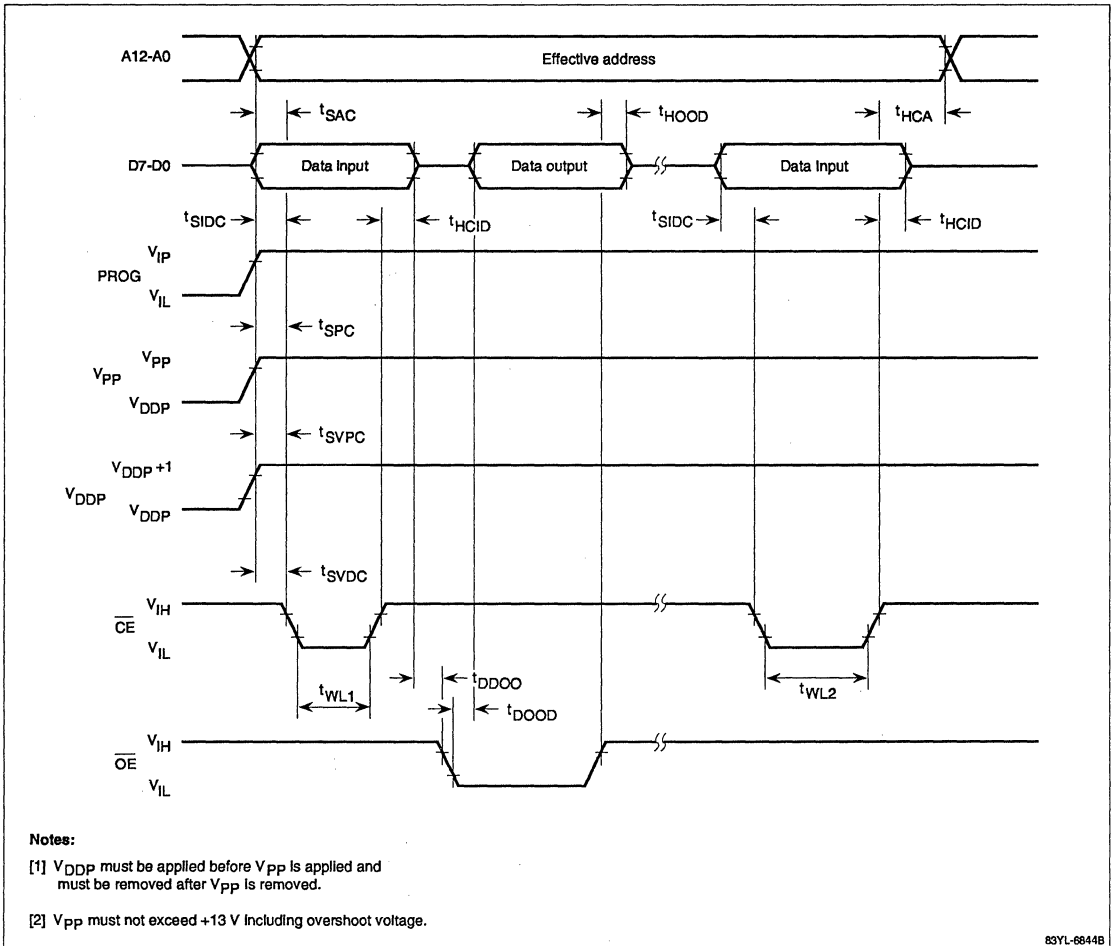 A12-A0
Effective address
tSAC
tHOOD
tHCA
D7-D0
Data Input
Data output
Data Input
tSIDC
tHCID
tSIDC
tHCID
VIP
PROG
VIL
tSPC
VPP
VPP
VDDP
tSVPC
VDDP +1
VDDP
VDDP
tSVDC
VIH
CE
VIL
tDDOO
tWL1
tWL2
tDOOD
VIH
OE
VIL
Notes:
[1] VDDP must be applied before VPP is applied and
must be removed after VPP is removed.
[2] VPP must not exceed +13 V including overshoot voltage.
83YL-6844B